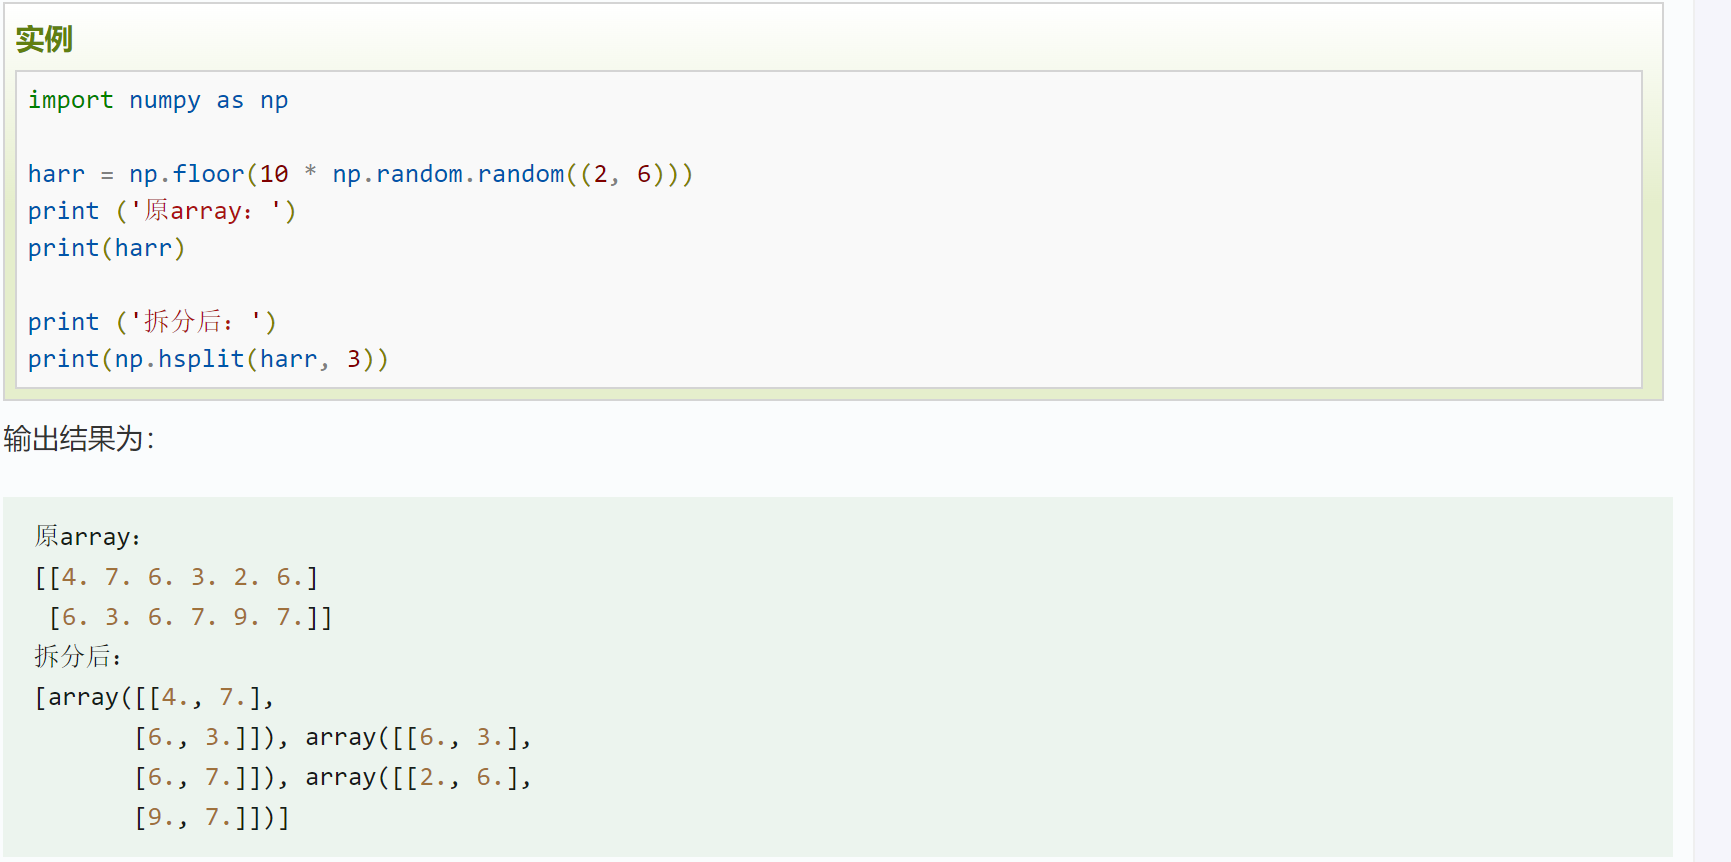 实例
import numpy as np
harr = np.floor(10 * np.random.random((2, 6)))
print ('原array：')
print(harr)
print ('拆分后：')
print(np.hsplit(harr, 3))
输出结果为：
原array：
[[4. 7. 6. 3. 2. 6.]
 [6. 3. 6. 7. 9. 7.]]
拆分后：
[array([[4., 7.],
       [6., 3.]]), array([[6., 3.],
       [6., 7.]]), array([[2., 6.],
       [9., 7.]])]